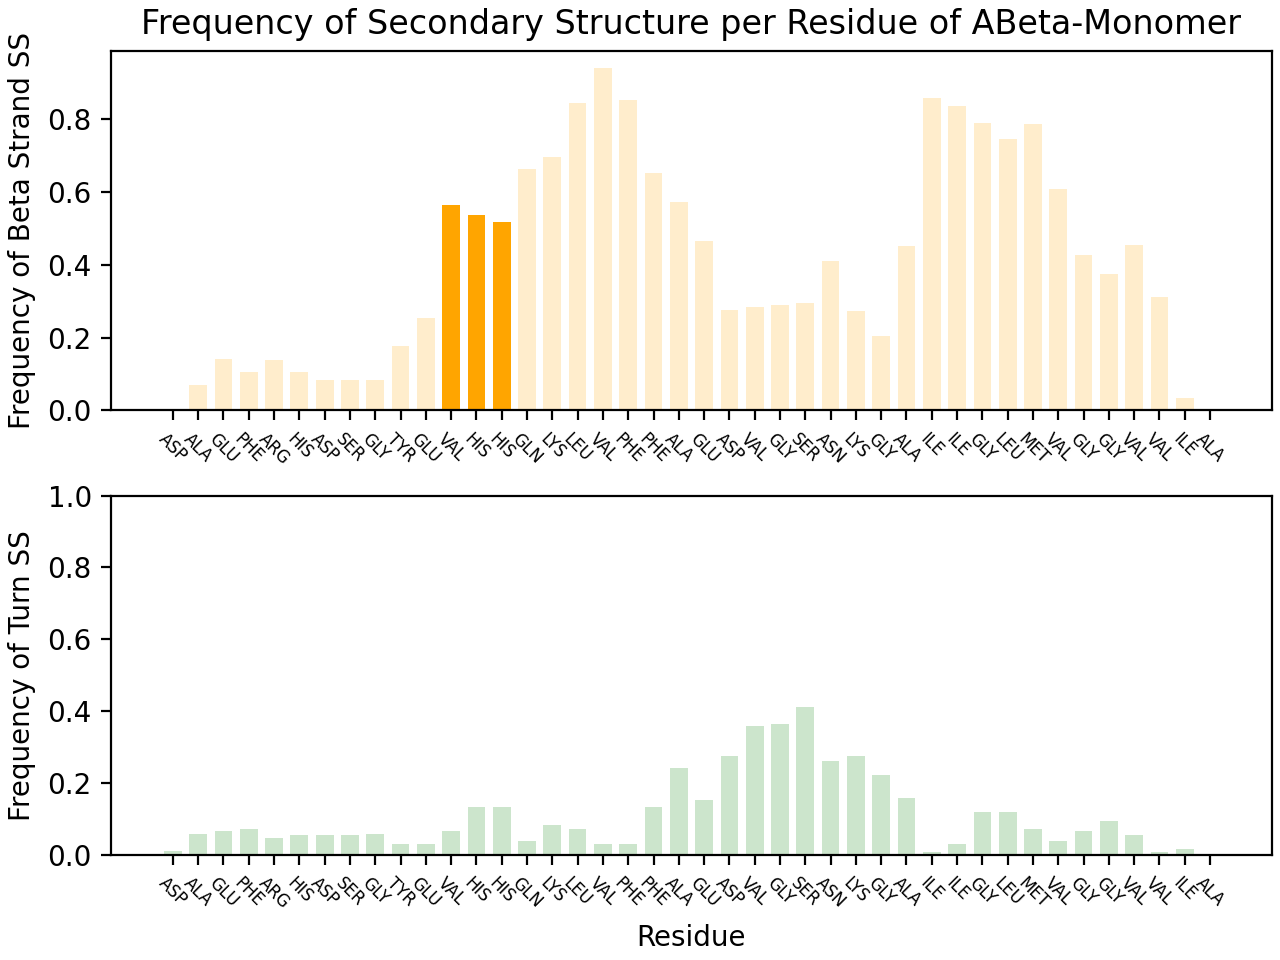 Frequency of Secondary Structure per Residue of ABeta-Monomer
Frequency of Beta Strand SS
0.8
0.6
0.4
0.2
0.0
ASP ALA GLU PHE ARG HIS ASP SER GLY TYR GLU VAL HIS HIS GLN LYS LEU VAL PHE PHE ALA GLU ASP VAL GLY SER ASN LYS GLY ALA ILE ILE GLY LEU MET VAL GLY GLY VAL VAL ILE ALA
Frequency of Turn SS
1.0
0.8
0.6
0.4
0.2
0.0
ASP ALA GLU PHE ARG HIS ASP SER GLY TYR GLU VAL HIS HIS GLN LYS LEU VAL PHE PHE ALA GLU ASP VAL GLY SER ASN LYS GLY ALA ILE ILE GLY LEU MET VAL GLY GLY VAL VAL ILE ALA
Residue